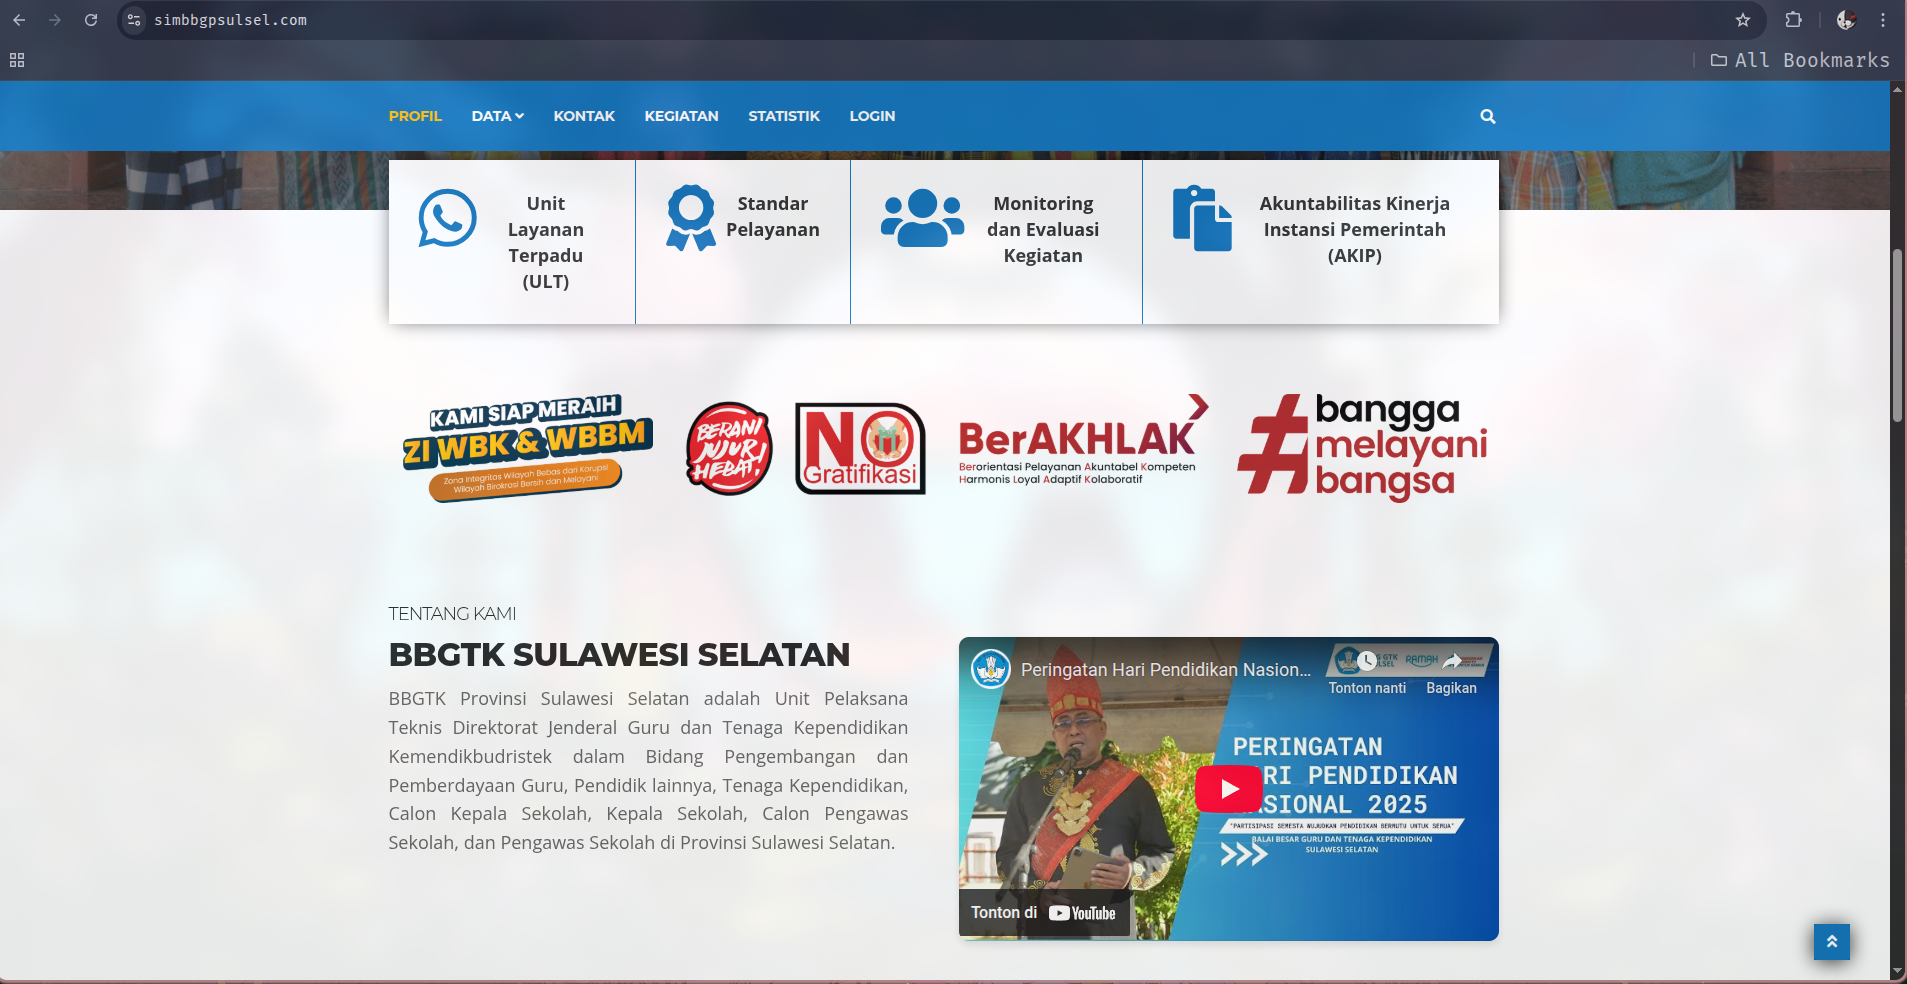 simbbgpsulsel.com
All Bookmarks
PROFIL DATA KONTAK KEGIATAN STATISTIK LOGIN
Unit
Layanan
Terpadu
(ULT)
Standar
Pelayanan
Monitoring
dan Evaluasi
Kegiatan
Akuntabilitas Kinerja
Instansi Pemerintah
(AKIP)
KAMI SIAP MERAIH
ZI WBK & WBBM
Zona Integritas Wilayah Bebas dari Korupsi
Wilayah Birokrasi Bersih dan Melayani
BERANI
JUJUR
HEBAT!
NO
Gratifikasi
BerAKHLAK
Berorientasi Pelayanan Akuntabel Kompeten
Harmonis Loyal Adaptif Kolaboratif
#bangga
melayani
bangsa
TENTANG KAMI
BBGTK SULAWESI SELATAN
BBGTK Provinsi Sulawesi Selatan adalah Unit Pelaksana
Teknis Direktorat Jenderal Guru dan Tenaga Kependidikan
Kemendikbudristek dalam Bidang Pengembangan dan
Pemberdayaan Guru, Pendidik lainnya, Tenaga Kependidikan,
Calon Kepala Sekolah, Kepala Sekolah, Calon Pengawas
Sekolah, dan Pengawas Sekolah di Provinsi Sulawesi Selatan.
Peringatan Hari Pendidikan Nasion...
RAMAH
Tonton nanti Bagikan
PERINGATAN
PENDIDIKAN
2025
"PARTISIPASI SEMESTA WUJUDKAN PENDIDIKAN BERMUTU UNTUK SEMUA"
BALAI BESAR GURU DAN TENAGA KEPENDIDIKAN
SULAWESI SELATAN
Tonton di YouTube